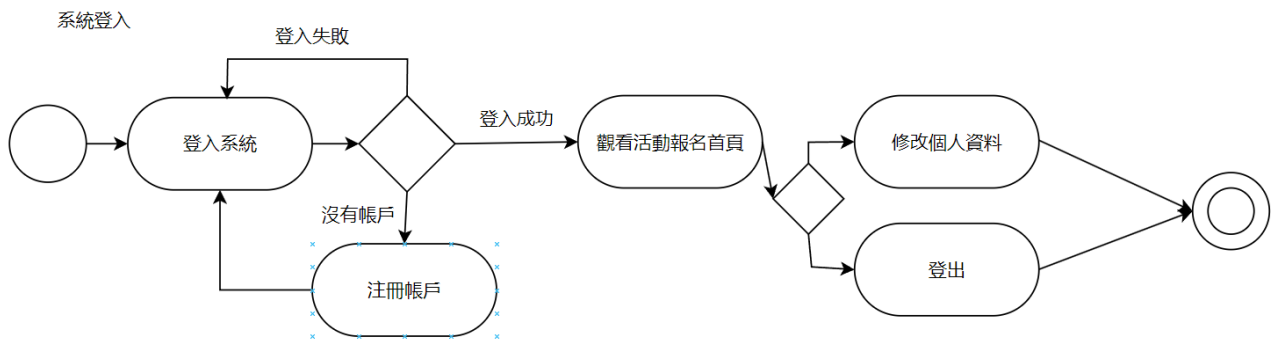 系統登入
登入失敗
登入系統
登入成功
觀看活動報名首頁
修改個人資料
沒有帳戶
注冊帳戶
登出